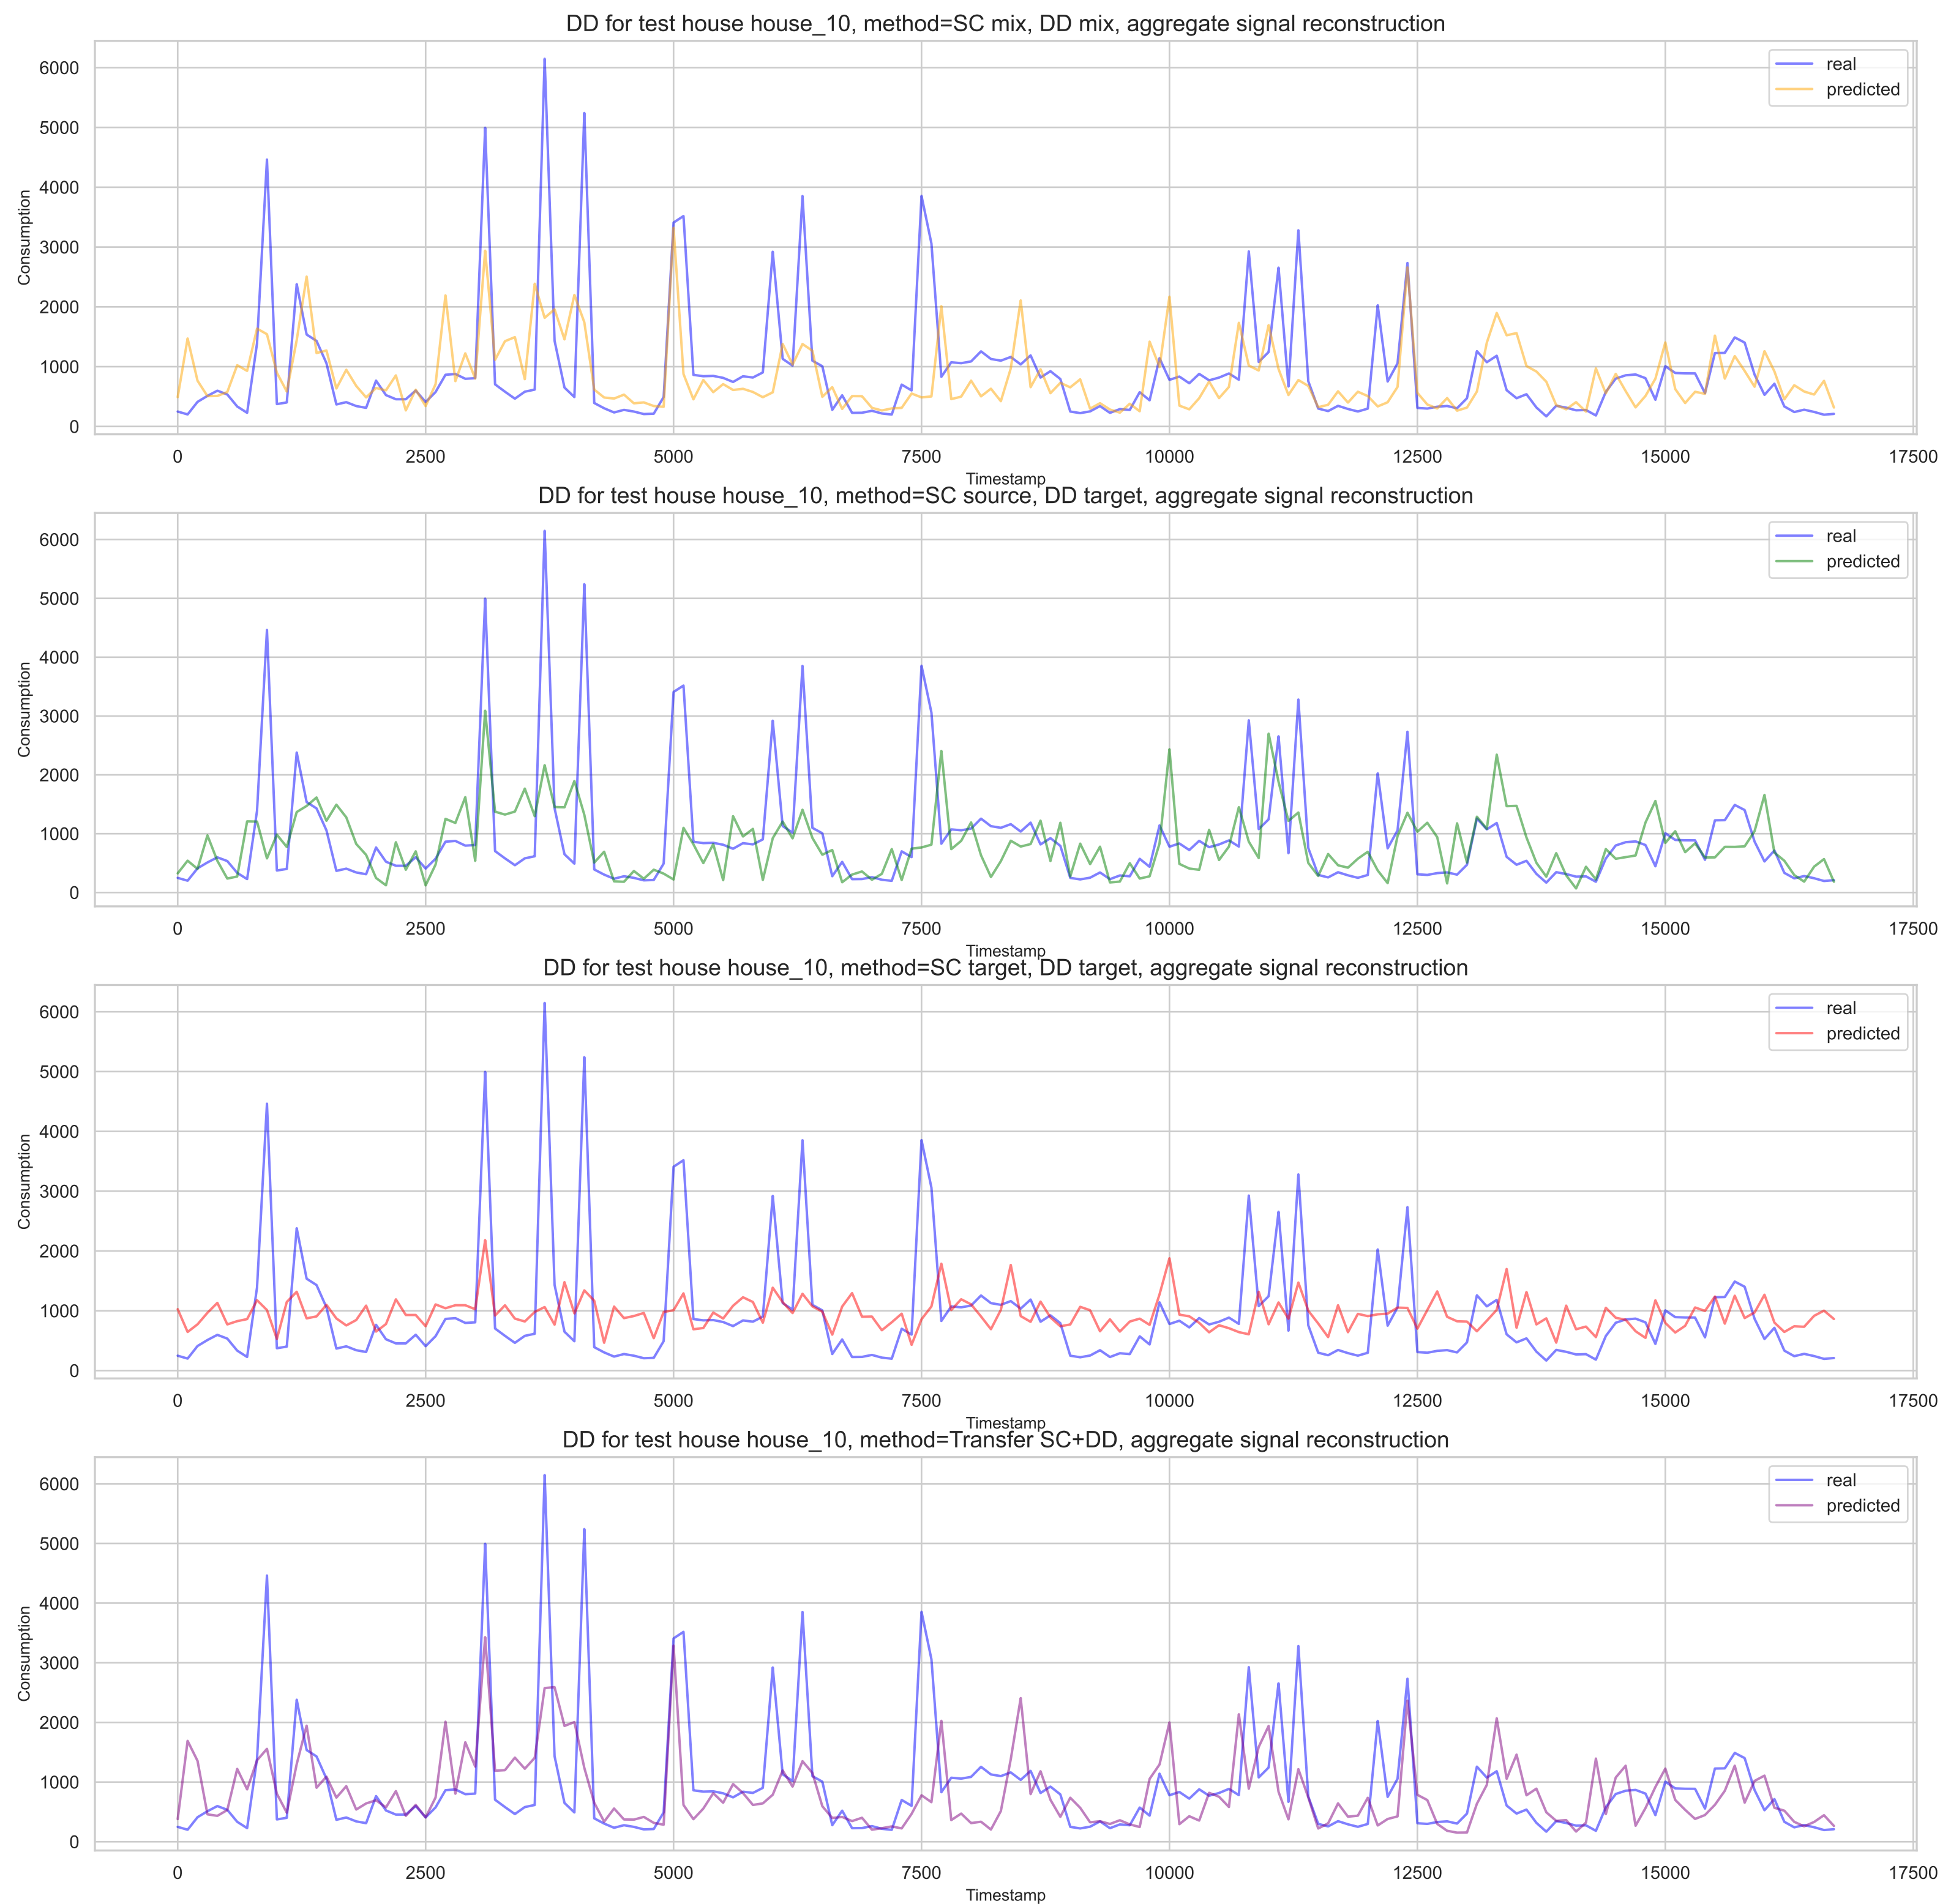 DD for test house house_10, method=SC mix, DD mix, aggregate signal reconstruction
real
predicted
Consumption
6000
5000
4000
3000
2000
1000
0
0 2500 5000 7500 10000 12500 15000 17500
Timestamp
DD for test house house_10, method=SC source, DD target, aggregate signal reconstruction
real
predicted
Consumption
6000
5000
4000
3000
2000
1000
0
0 2500 5000 7500 10000 12500 15000 17500
Timestamp
DD for test house house_10, method=SC target, DD target, aggregate signal reconstruction
real
predicted
Consumption
6000
5000
4000
3000
2000
1000
0
0 2500 5000 7500 10000 12500 15000 17500
Timestamp
DD for test house house_10, method=Transfer SC+DD, aggregate signal reconstruction
real
predicted
Consumption
6000
5000
4000
3000
2000
1000
0
0 2500 5000 7500 10000 12500 15000 17500
Timestamp